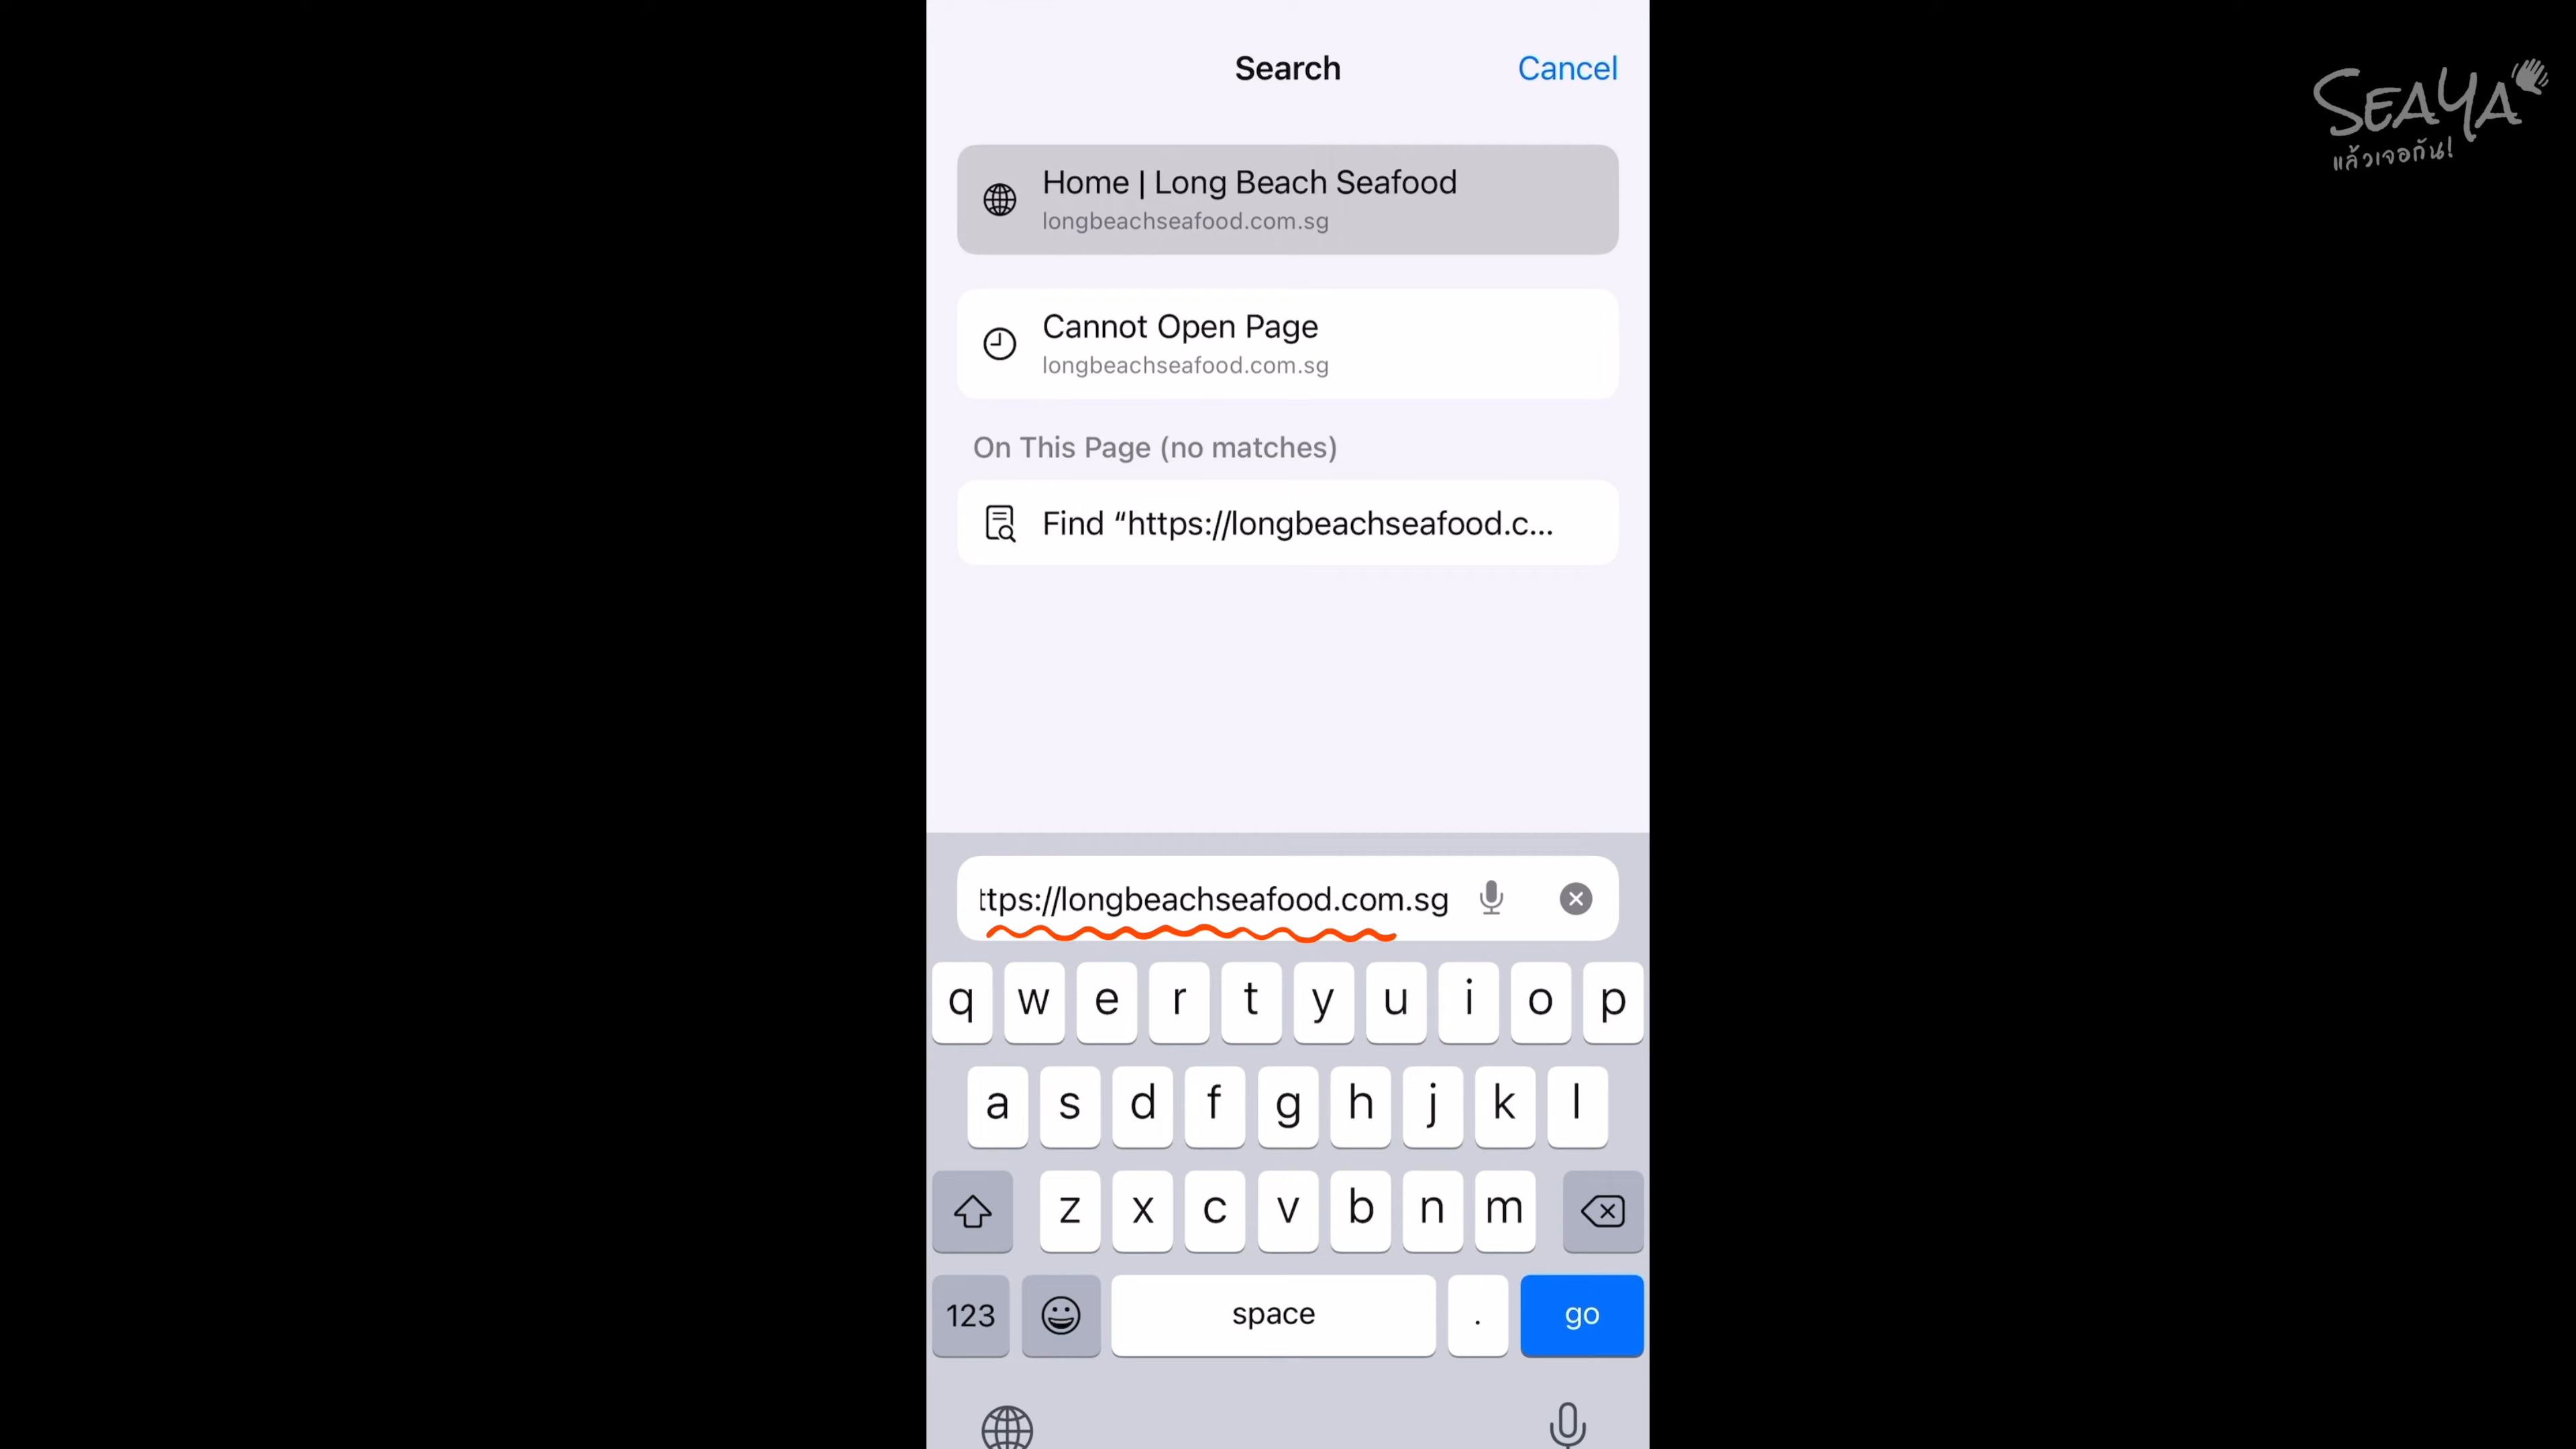 Search
Cancel
Home | Long Beach Seafood
longbeachseafood.com.sg
Cannot Open Page
longbeachseafood.com.sg
On This Page (no matches)
Find “https://longbeachseafood.c...
ttps://longbeachseafood.com.sg
q w e r t y u i o p
a s d f g h j k l
z x c v b n m
123 space . go
SEAYA
แล้วเจอกัน!